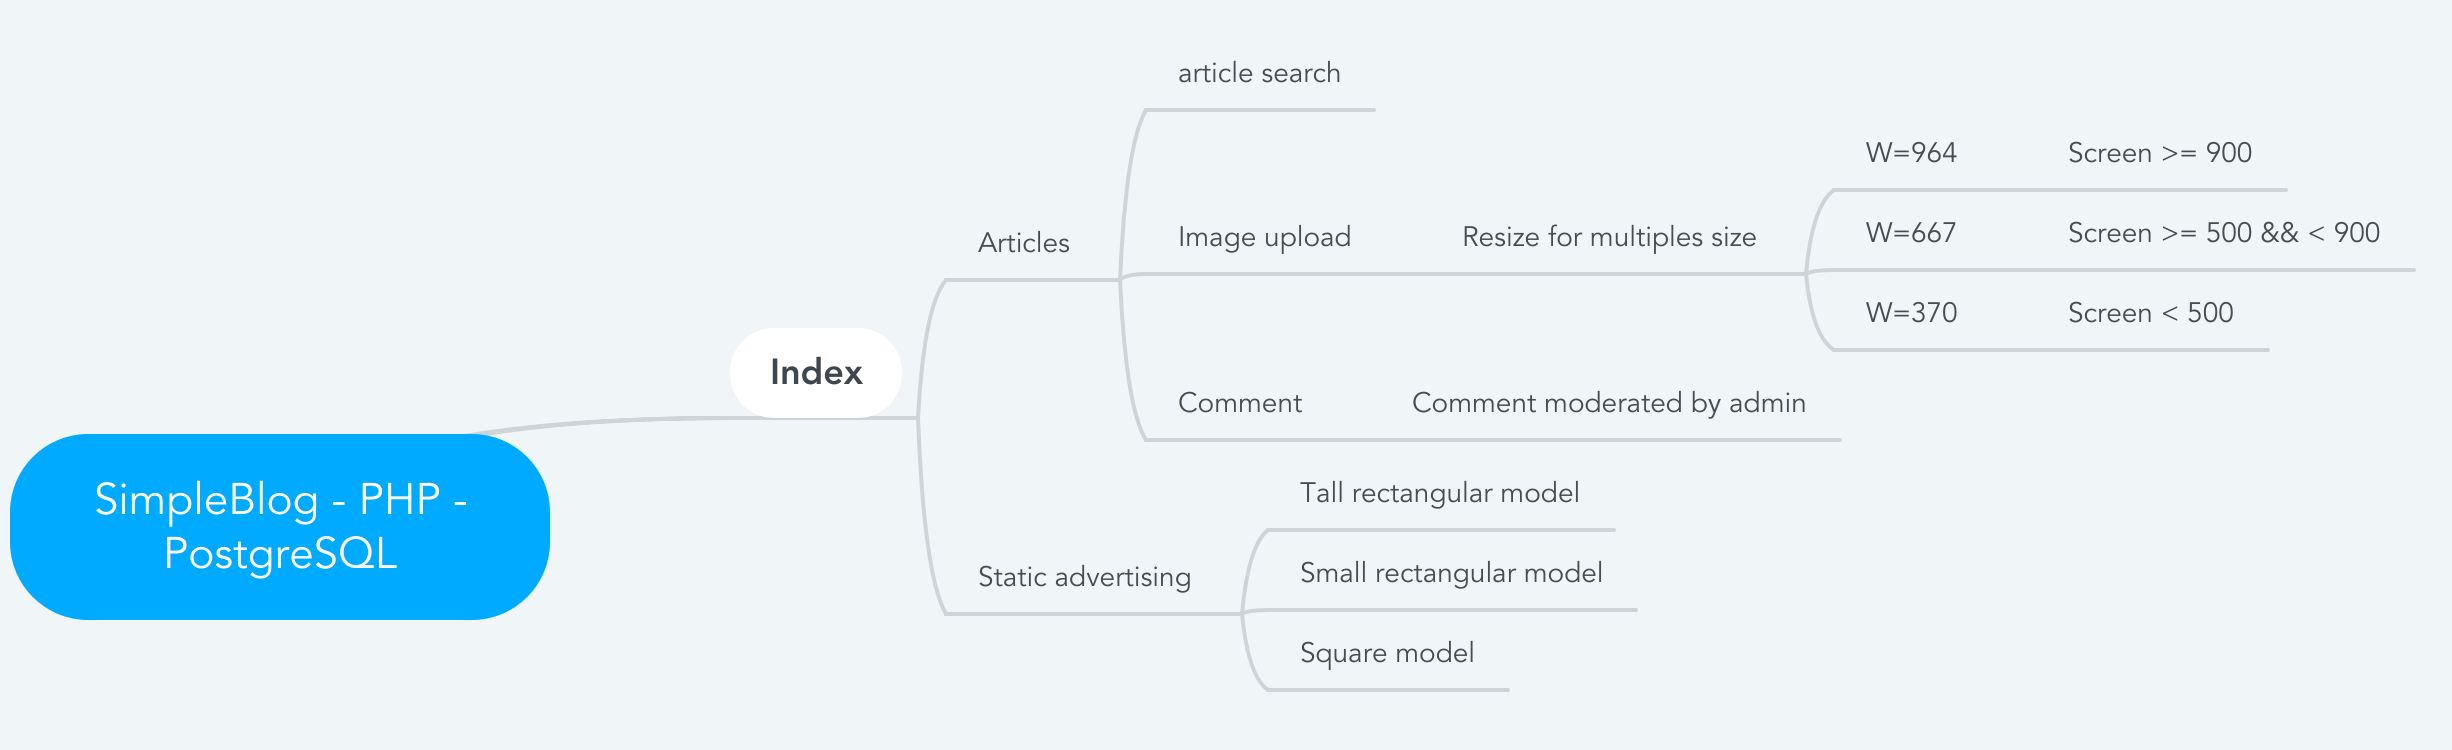 SimpleBlog - PHP -
PostgreSQL
Index
Articles
article search
Image upload
Resize for multiples size
W=964
Screen >= 900
W=667
Screen >= 500 && < 900
W=370
Screen < 500
Comment
Comment moderated by admin
Static advertising
Tall rectangular model
Small rectangular model
Square model